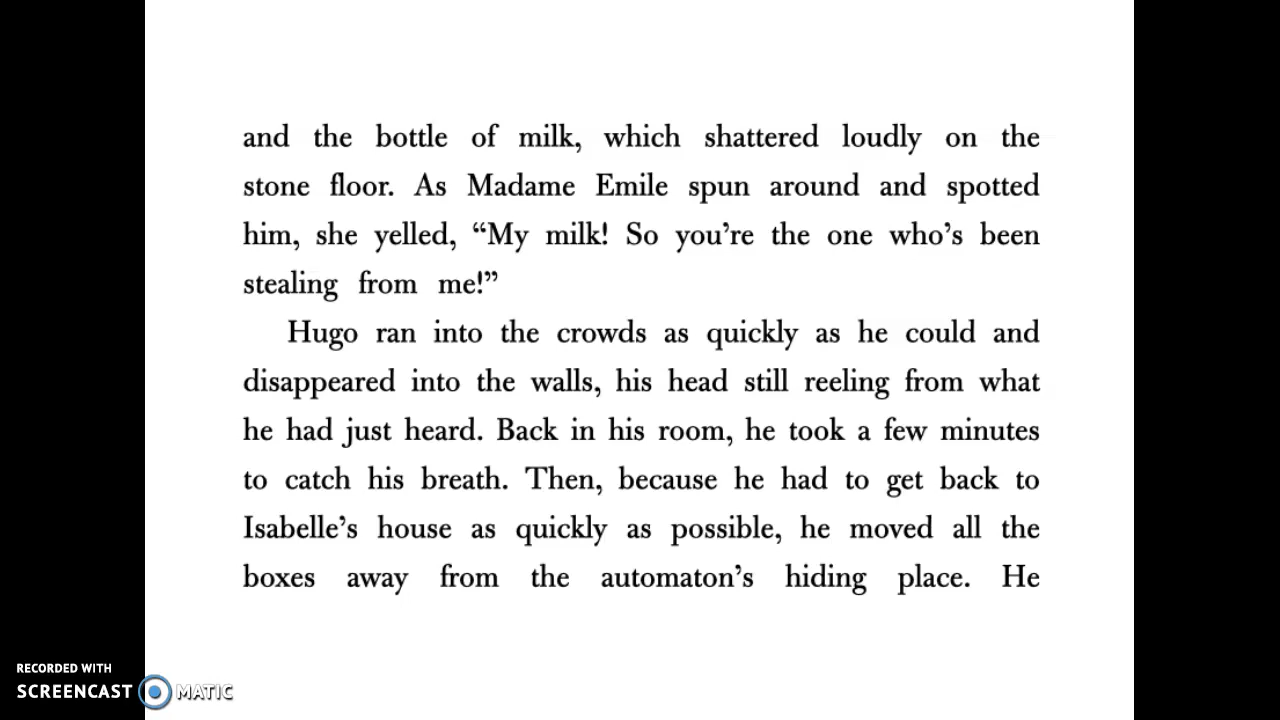 and the bottle of milk, which shattered loudly on the
stone floor. As Madame Emile spun around and spotted
him, she yelled, “My milk! So you’re the one who’s been
stealing from me!”
Hugo ran into the crowds as quickly as he could and
disappeared into the walls, his head still reeling from what
he had just heard. Back in his room, he took a few minutes
to catch his breath. Then, because he had to get back to
Isabelle’s house as quickly as possible, he moved all the
boxes away from the automaton’s hiding place. He
RECORDED WITH
SCREENCAST MATIC